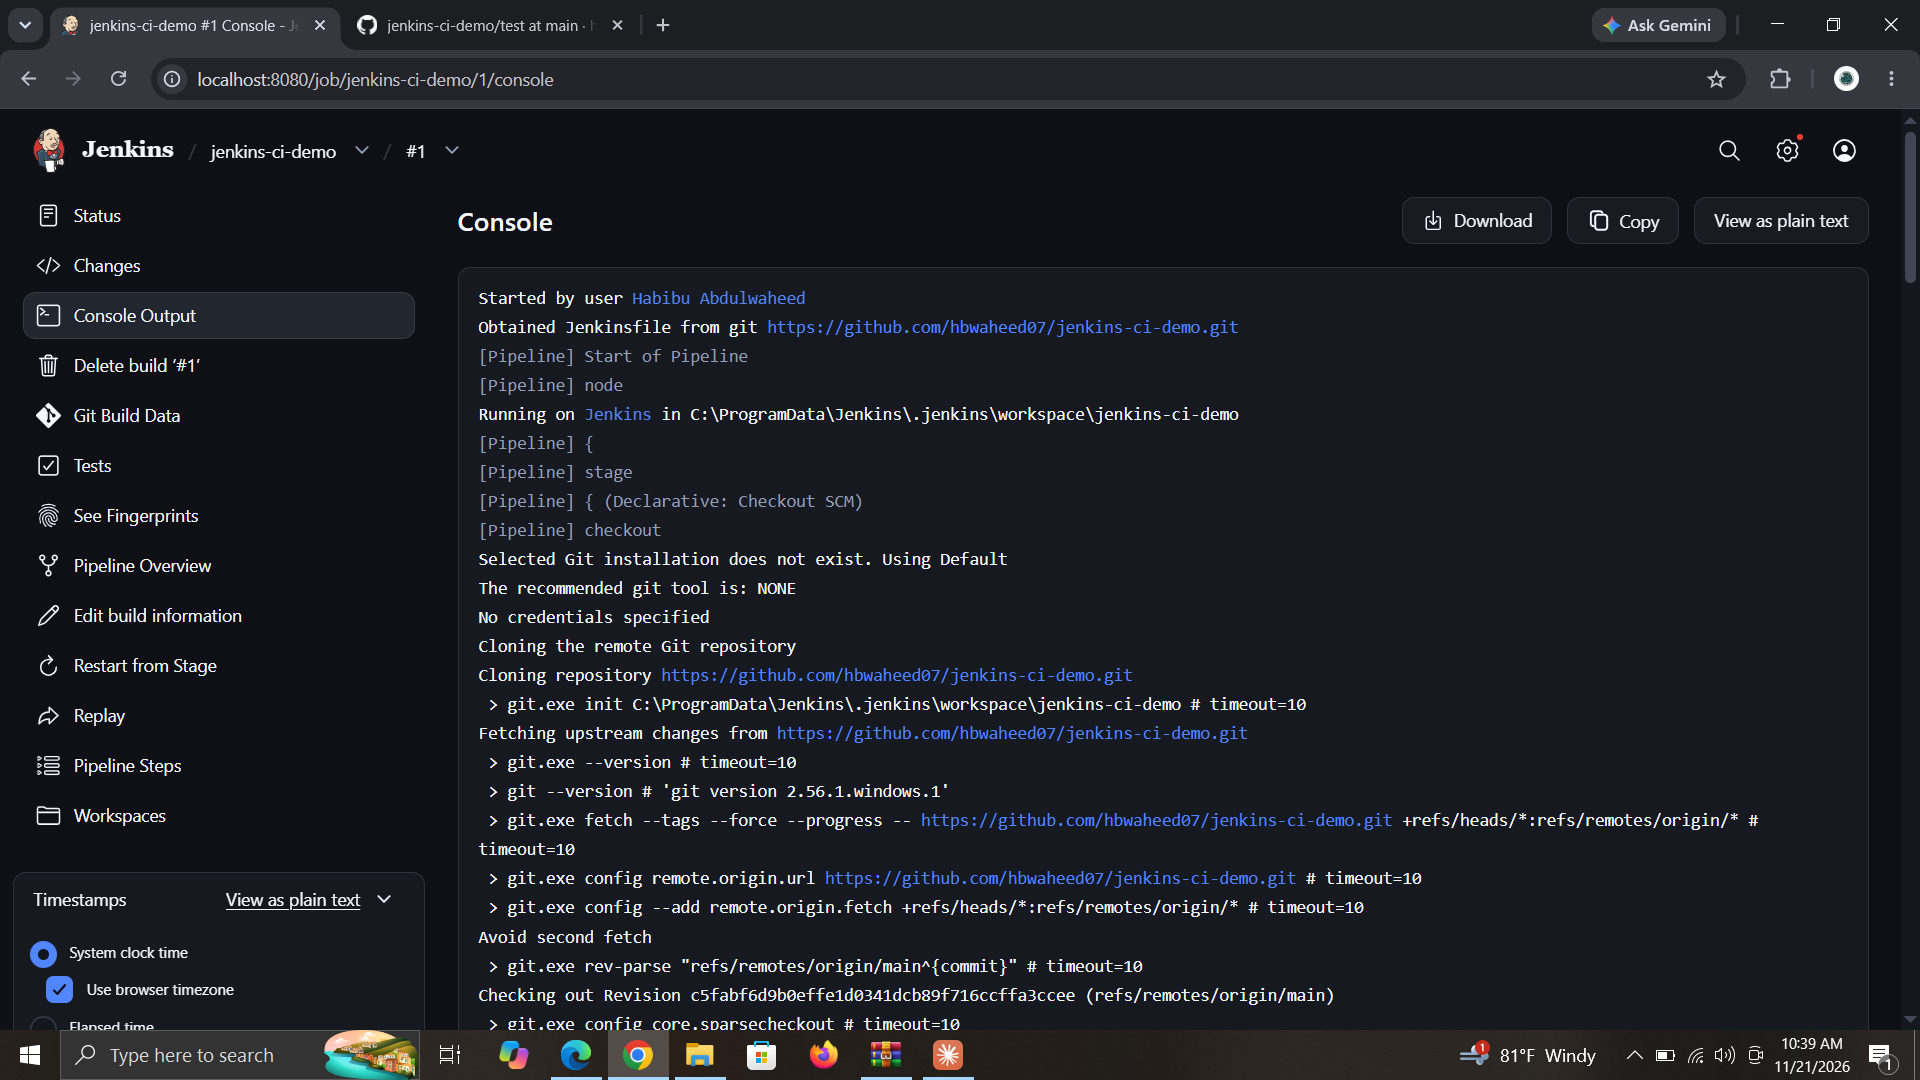 jenkins-ci-demo #1 Console - Je
jenkins-ci-demo/test at main · h
Ask Gemini
localhost:8080/job/jenkins-ci-demo/1/console
Jenkins / jenkins-ci-demo / #1
Status
Changes
Console Output
Delete build ‘#1’
Git Build Data
Tests
See Fingerprints
Pipeline Overview
Edit build information
Restart from Stage
Replay
Pipeline Steps
Workspaces
Timestamps
View as plain text
System clock time
Use browser timezone
Elapsed time
Console
Download
Copy
View as plain text
Started by user Habibu Abdulwaheed
Obtained Jenkinsfile from git https://github.com/hbwaheed07/jenkins-ci-demo.git
[Pipeline] Start of Pipeline
[Pipeline] node
Running on Jenkins in C:\ProgramData\Jenkins\.jenkins\workspace\jenkins-ci-demo
[Pipeline] {
[Pipeline] stage
[Pipeline] { (Declarative: Checkout SCM)
[Pipeline] checkout
Selected Git installation does not exist. Using Default
The recommended git tool is: NONE
No credentials specified
Cloning the remote Git repository
Cloning repository https://github.com/hbwaheed07/jenkins-ci-demo.git
> git.exe init C:\ProgramData\Jenkins\.jenkins\workspace\jenkins-ci-demo # timeout=10
Fetching upstream changes from https://github.com/hbwaheed07/jenkins-ci-demo.git
> git.exe --version # timeout=10
> git --version # 'git version 2.56.1.windows.1'
> git.exe fetch --tags --force --progress -- https://github.com/hbwaheed07/jenkins-ci-demo.git +refs/heads/*:refs/remotes/origin/* #
timeout=10
> git.exe config remote.origin.url https://github.com/hbwaheed07/jenkins-ci-demo.git # timeout=10
> git.exe config --add remote.origin.fetch +refs/heads/*:refs/remotes/origin/* # timeout=10
Avoid second fetch
> git.exe rev-parse "refs/remotes/origin/main^{commit}" # timeout=10
Checking out Revision c5fabf6d9b0effe1d0341dcb89f716ccffa3ccee (refs/remotes/origin/main)
> git.exe config core.sparsecheckout # timeout=10
Type here to search
1
81°F Windy
10:39 AM
11/21/2026
1